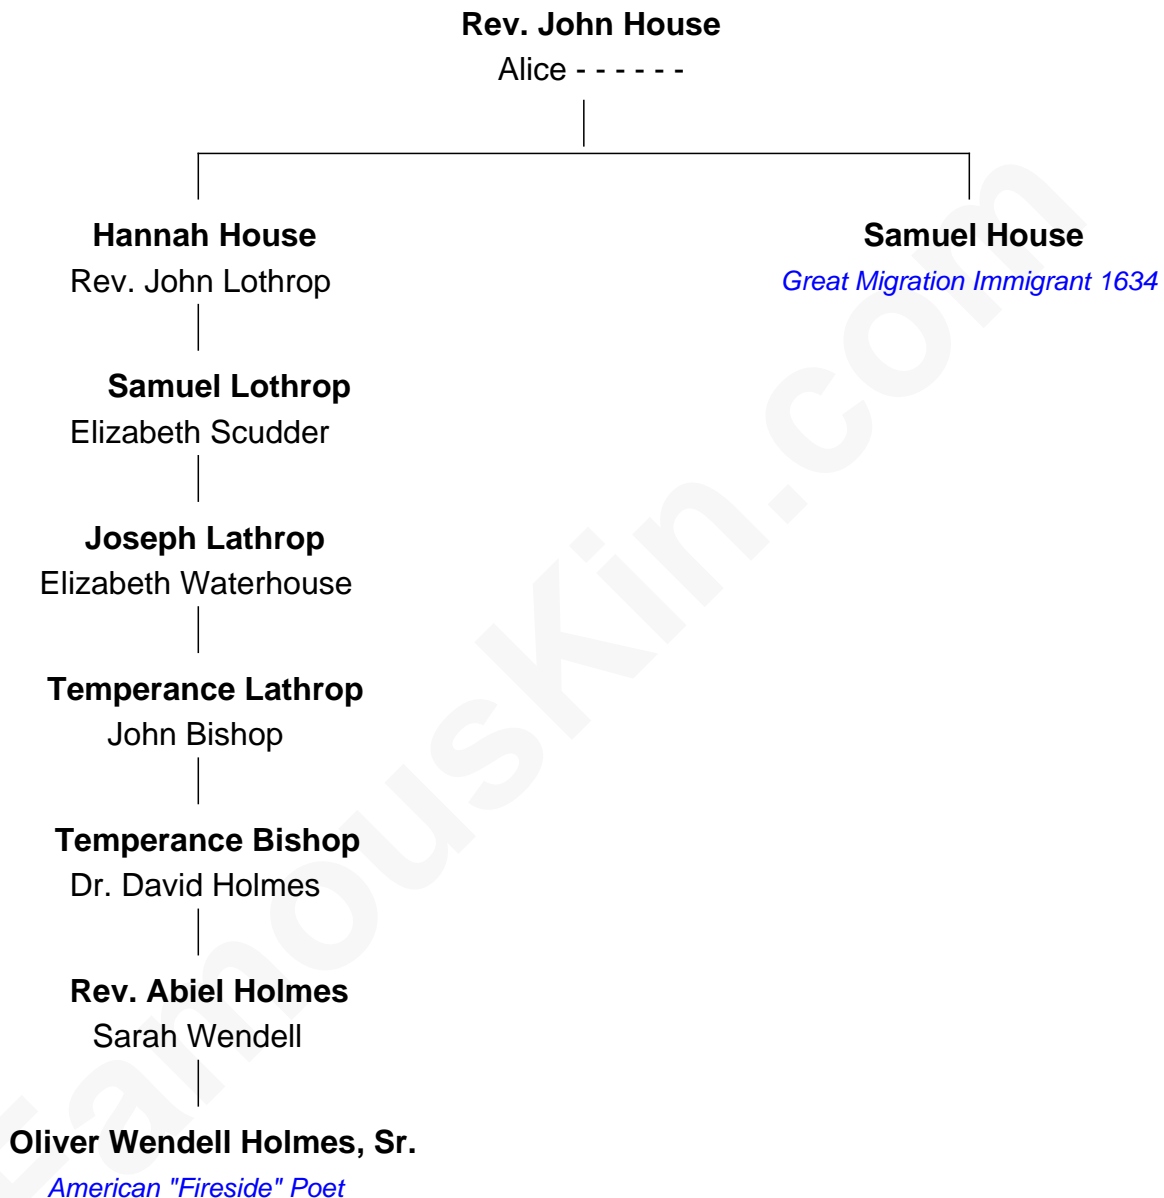 Rev. John House
Alice - - - - - -
Hannah House
Rev. John Lothrop
Samuel House
Great Migration Immigrant 1634
Samuel Lothrop
Elizabeth Scudder
Joseph Lathrop
Elizabeth Waterhouse
Temperance Lathrop
John Bishop
Temperance Bishop
Dr. David Holmes
Rev. Abiel Holmes
Sarah Wendell
Oliver Wendell Holmes, Sr.
American "Fireside" Poet
FamousKin.com